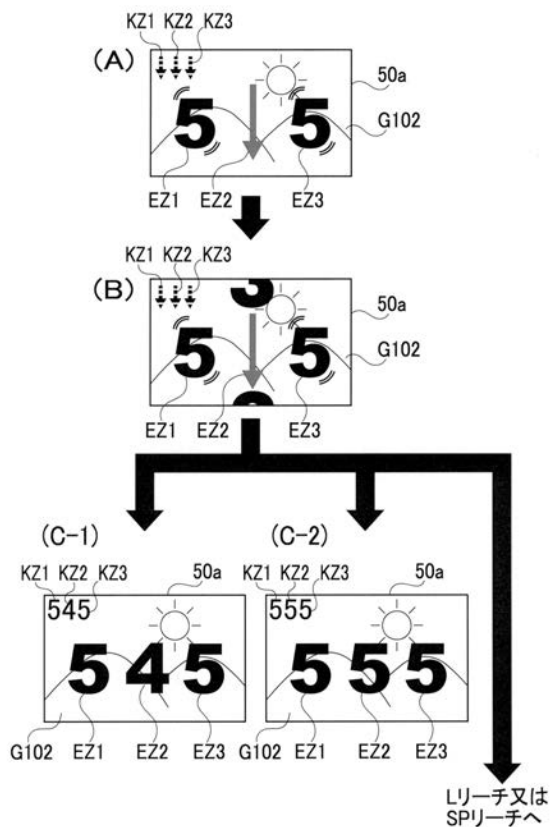 KZ1 KZ2 KZ3
(A)
50a
5 5
G102
EZ1 EZ2 EZ3
KZ1 KZ2 KZ3
(B)
3
50a
5 5
G102
EZ1 EZ2 EZ3
(C-1) (C-2)
KZ1 KZ2 KZ3 50a KZ1 KZ2 KZ3 50a
545 555
5 4 5 5 5 5
G102 EZ1 EZ2 EZ3 G102 EZ1 EZ2 EZ3
Lリーチ又は
SPリーチへ